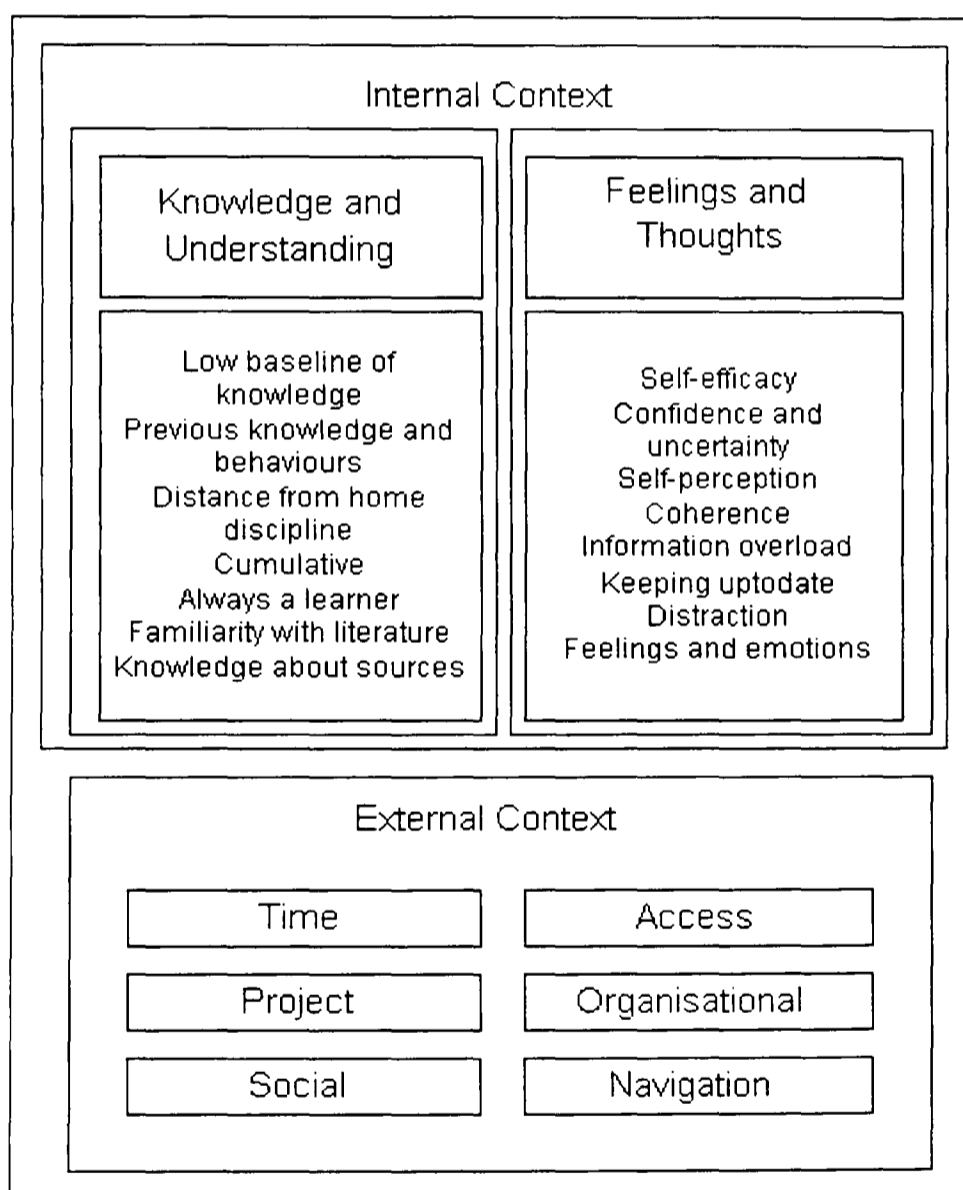 Internal Context
Knowledge and
Understanding
Low baseline of
knowledge
Previous knowledge and
behaviours
Distance from home
discipline
Cumulative
Always a learner
Familiarity with literature
Knowledge about sources
Feelings and
Thoughts
Self-efficacy
Confidence and
uncertainty
Self-perception
Coherence
Information overload
Keeping uptodate
Distraction
Feelings and emotions
External Context
Time
Access
Project
Organisational
Social
Navigation